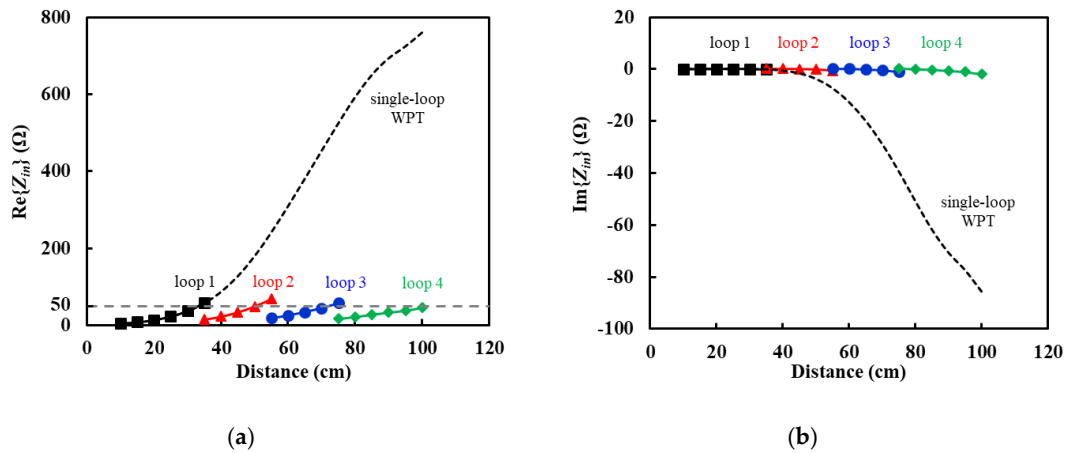 800
600
400
200
50
0
Re{Z_in} (Ω)
single-loop
WPT
loop 1
loop 2
loop 3
loop 4
0 20 40 60 80 100 120
Distance (cm)
(a)
20
0
-20
-40
-60
-80
-100
Im{Z_in} (Ω)
loop 1
loop 2
loop 3
loop 4
single-loop
WPT
0 20 40 60 80 100 120
Distance (cm)
(b)